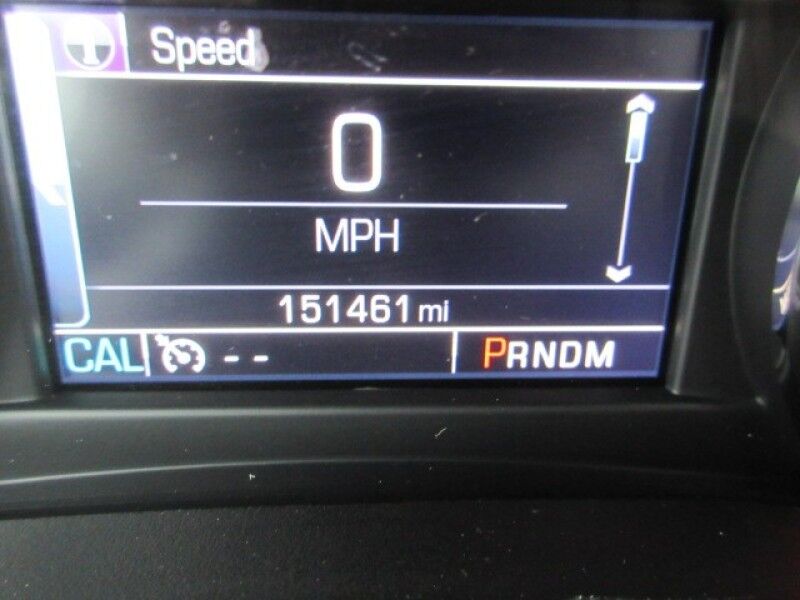 Speed
0
MPH
151461 mi
CAL -- PRNDM